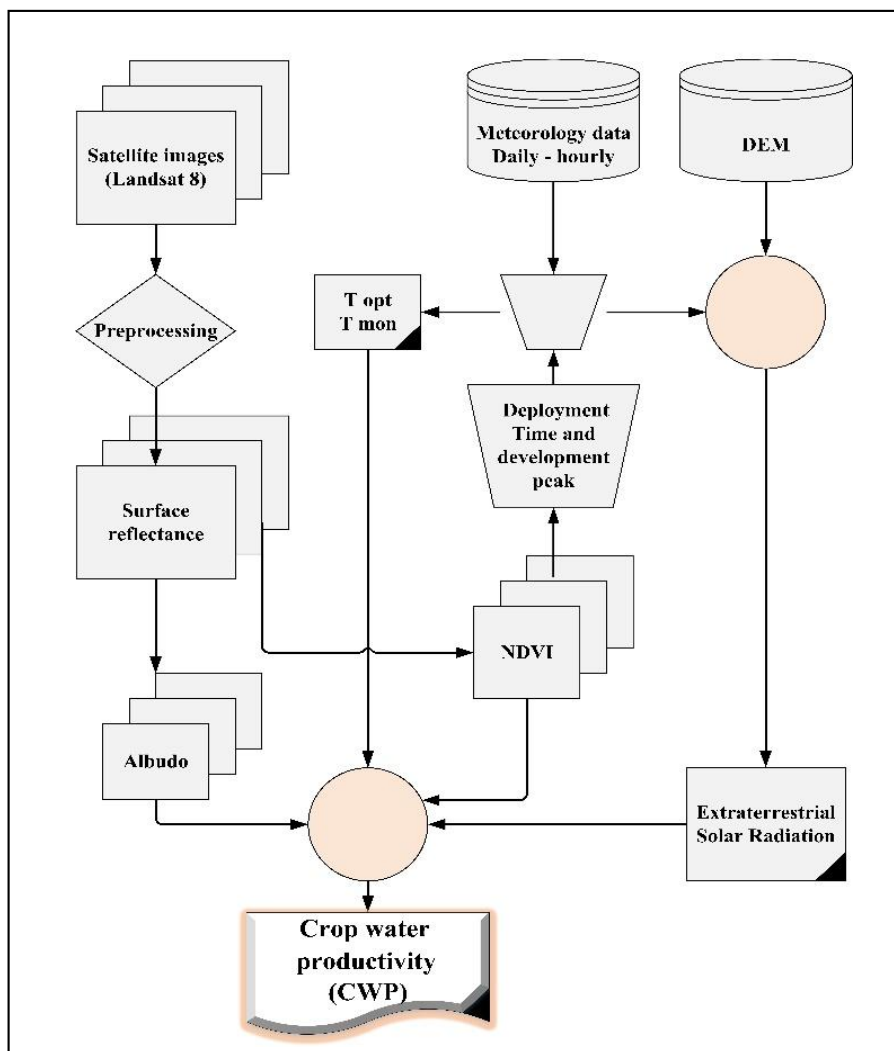 Satellite images
(Landsat 8)
Meteorology data
Daily - hourly
DEM
T opt
T mon
Preprocessing
Deployment
Time and
development
peak
Surface
reflectance
NDVI
Albudo
Extraterrestrial
Solar Radiation
Crop water
productivity
(CWP)